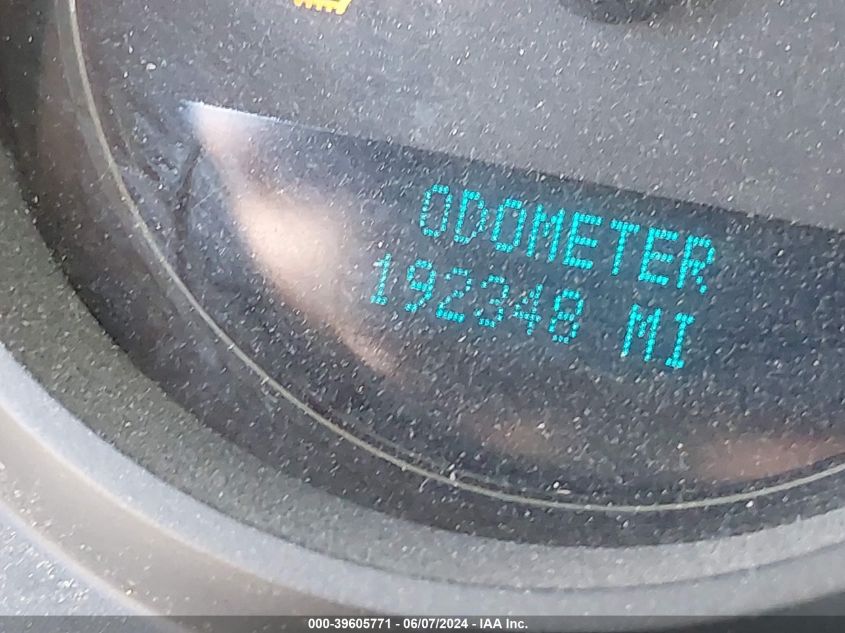 ODOMETER
192348 MI
000-39605771 - 06/07/2024 - IAA Inc.